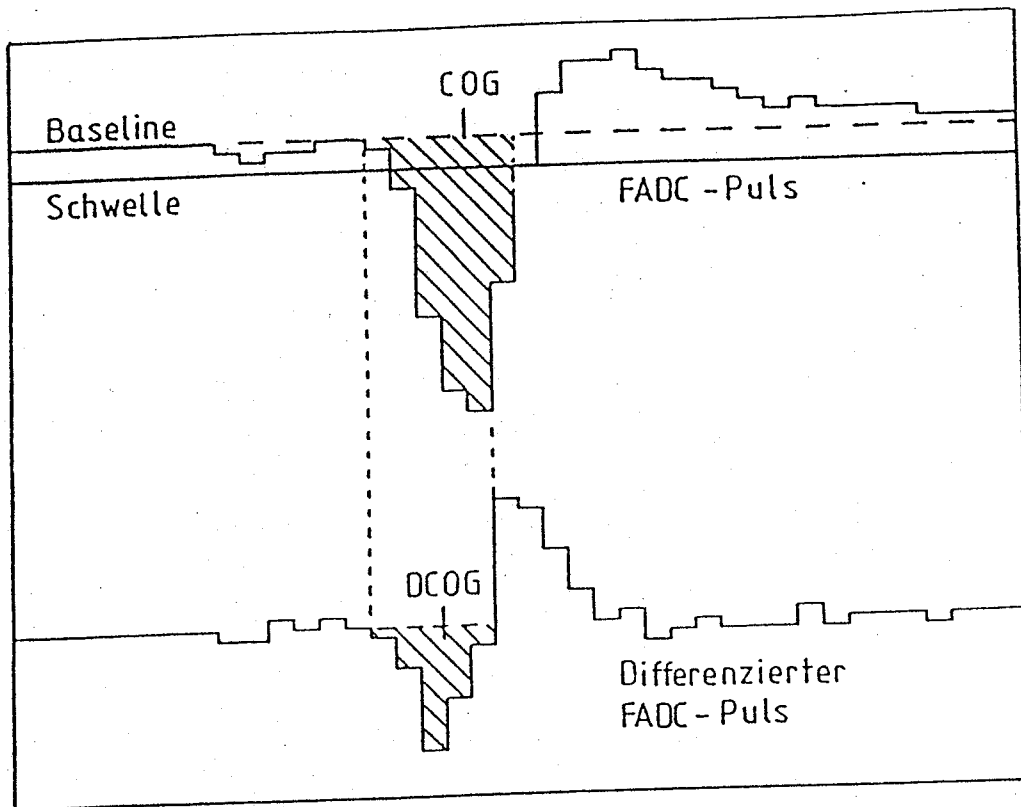 COG
Baseline
Schwelle
FADC - Puls
DCOG
Differenzierter
FADC - Puls